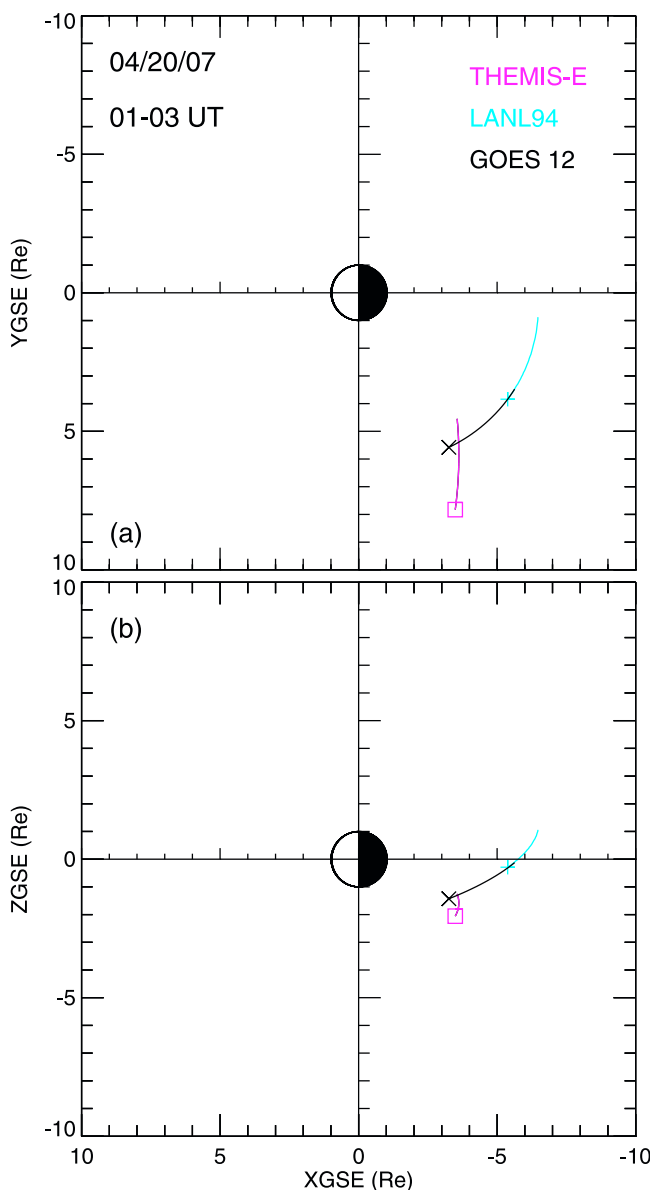 -10
04/20/07
THEMIS-E
01-03 UT
LANL94
GOES 12
-5
0
YGSE (Re)
5
(a)
10
10
(b)
5
0
ZGSE (Re)
-5
-10
10 5 0 -5 -10
XGSE (Re)